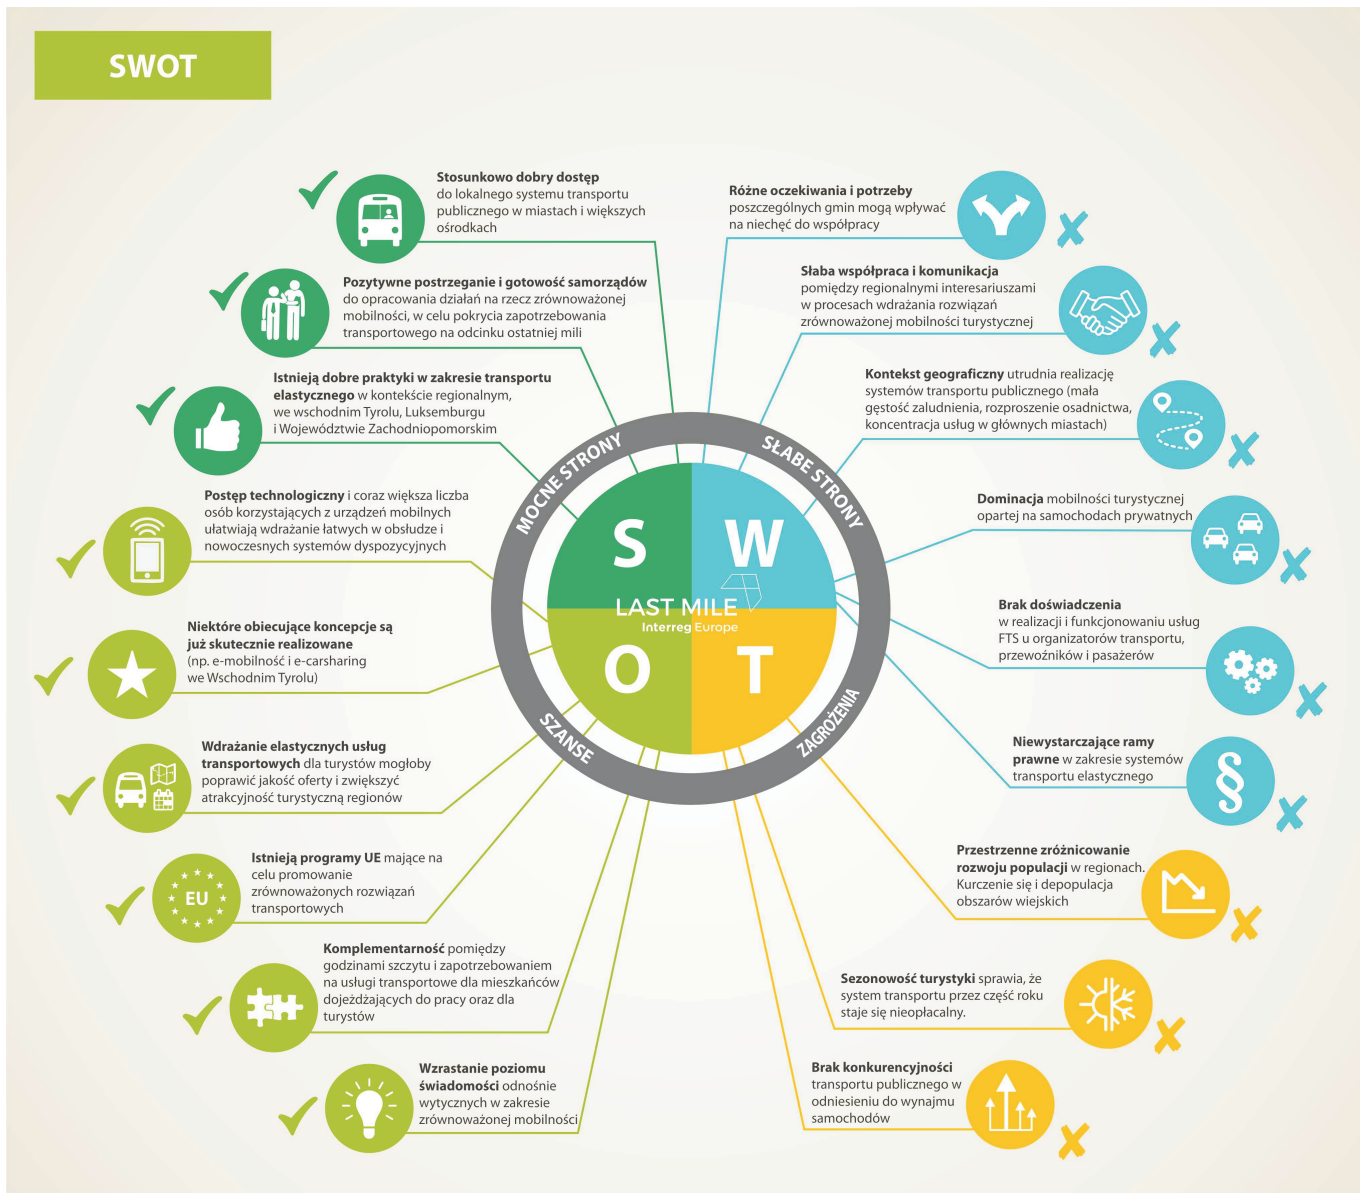 SWOT
Stosunkowo dobry dostęp
do lokalnego systemu transportu
publicznego w miastach i większych
ośrodkach
Pozytywne postrzeganie i gotowość samorządów
do opracowania działań na rzecz zrównoważonej
mobilności, w celu pokrycia zapotrzebowania
transportowego na odcinku ostatniej mili
Istnieją dobre praktyki w zakresie transportu
elastycznego w kontekście regionalnym,
we wschodnim Tyrolu, Luksemburgu
i Województwie Zachodniopomorskim
Postęp technologiczny i coraz większa liczba
osób korzystających z urządzeń mobilnych
ułatwiają wdrażanie łatwych w obsłudze i
nowoczesnych systemów dyspozycyjnych
Niektóre obiecujące koncepcje są
już skutecznie realizowane
(np. e-mobilność i e-carsharing
we Wschodnim Tyrolu)
Wdrażanie elastycznych usług
transportowych dla turystów mogłoby
poprawić jakość oferty i zwiększyć
atrakcyjność turystyczną regionów
EU
Istnieją programy UE mające na
celu promowanie
zrównoważonych rozwiązań
transportowych
Komplementarność pomiędzy
godzinami szczytu i zapotrzebowaniem
na usługi transportowe dla mieszkańców
dojeżdżających do pracy oraz dla
turystów
Wzrastanie poziomu
świadomości odnośnie
wytycznych w zakresie
zrównoważonej mobilności
MOCNE STRONY
SŁABE STRONY
S
W
LAST MILE
Interreg Europe
O
T
SZANSE
ZAGROŻENIA
Różne oczekiwania i potrzeby
poszczególnych gmin mogą wpływać
na niechęć do współpracy
Słaba współpraca i komunikacja
pomiędzy regionalnymi interesariuszami
w procesach wdrażania rozwiązań
zrównoważonej mobilności turystycznej
Kontekst geograficzny utrudnia realizację
systemów transportu publicznego (mała
gęstość zaludnienia, rozproszenie osadnictwa,
koncentracja usług w głównych miastach)
Dominacja mobilności turystycznej
opartej na samochodach prywatnych
Brak doświadczenia
w realizacji i funkcjonowaniu usług
FTS u organizatorów transportu,
przewoźników i pasażerów
Niewystarczające ramy
prawne w zakresie systemów
transportu elastycznego
§
Przestrzenne zróżnicowanie
rozwoju populacji w regionach.
Kurczenie się i depopulacja
obszarów wiejskich
Sezonowość turystyki sprawia, że
system transportu przez część roku
staje się nieopłacalny.
Brak konkurencyjności
transportu publicznego w
odniesieniu do wynajmu
samochodów